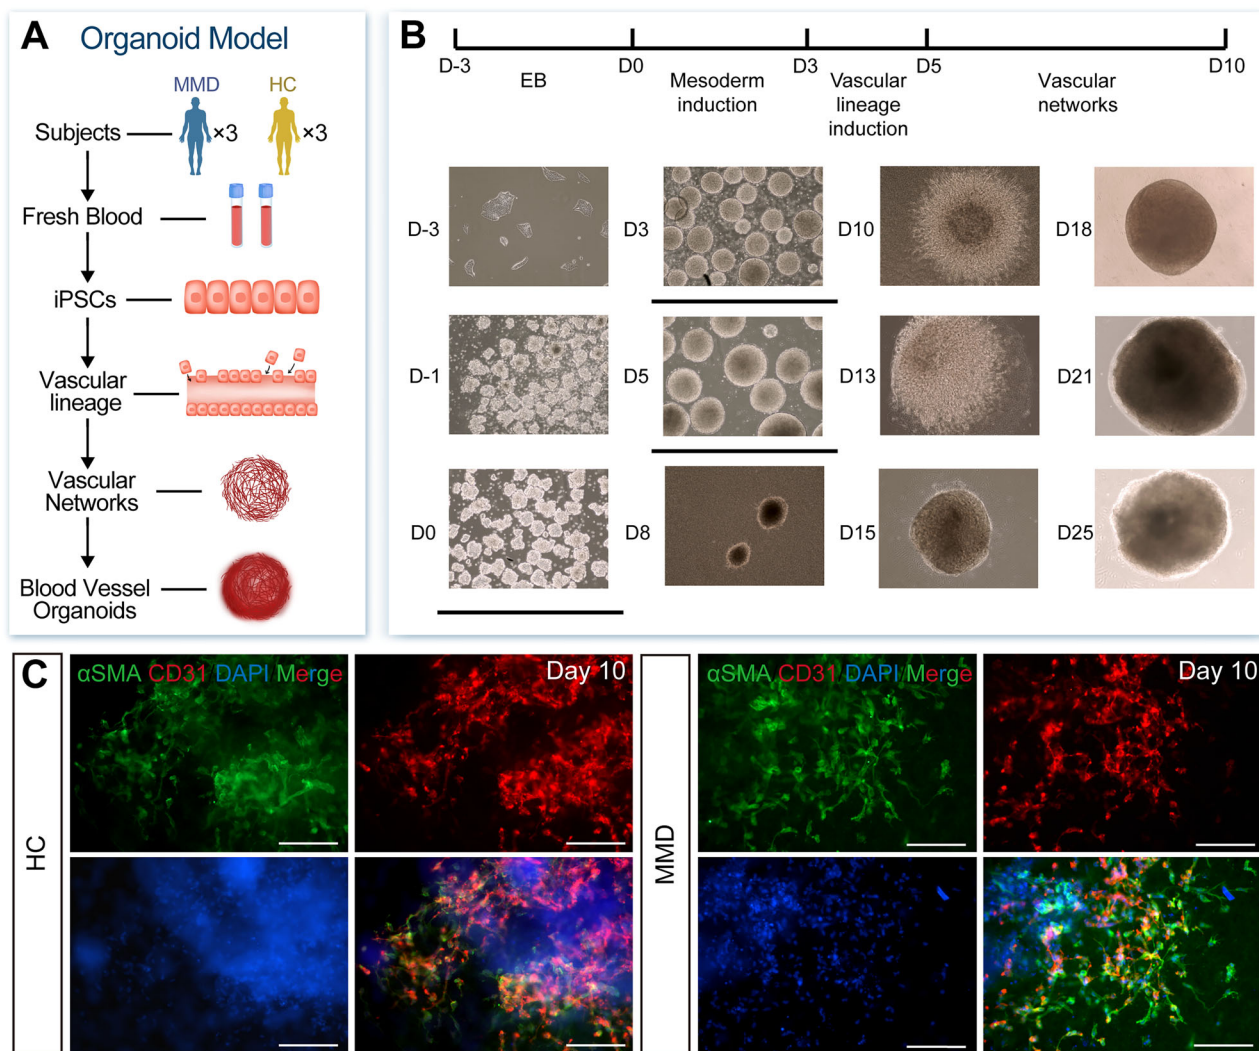 A
Organoid Model
MMD
HC
Subjects
×3
×3
Fresh Blood
iPSCs
Vascular
lineage
Vascular
Networks
Blood Vessel
Organoids
B
D-3
D0
D3
D5
D10
EB
Mesoderm
induction
Vascular
lineage
induction
Vascular
networks
D-3
D3
D10
D18
D-1
D5
D13
D21
D0
D8
D15
D25
C
HC
αSMA CD31 DAPI Merge
Day 10
MMD
αSMA CD31 DAPI Merge
Day 10